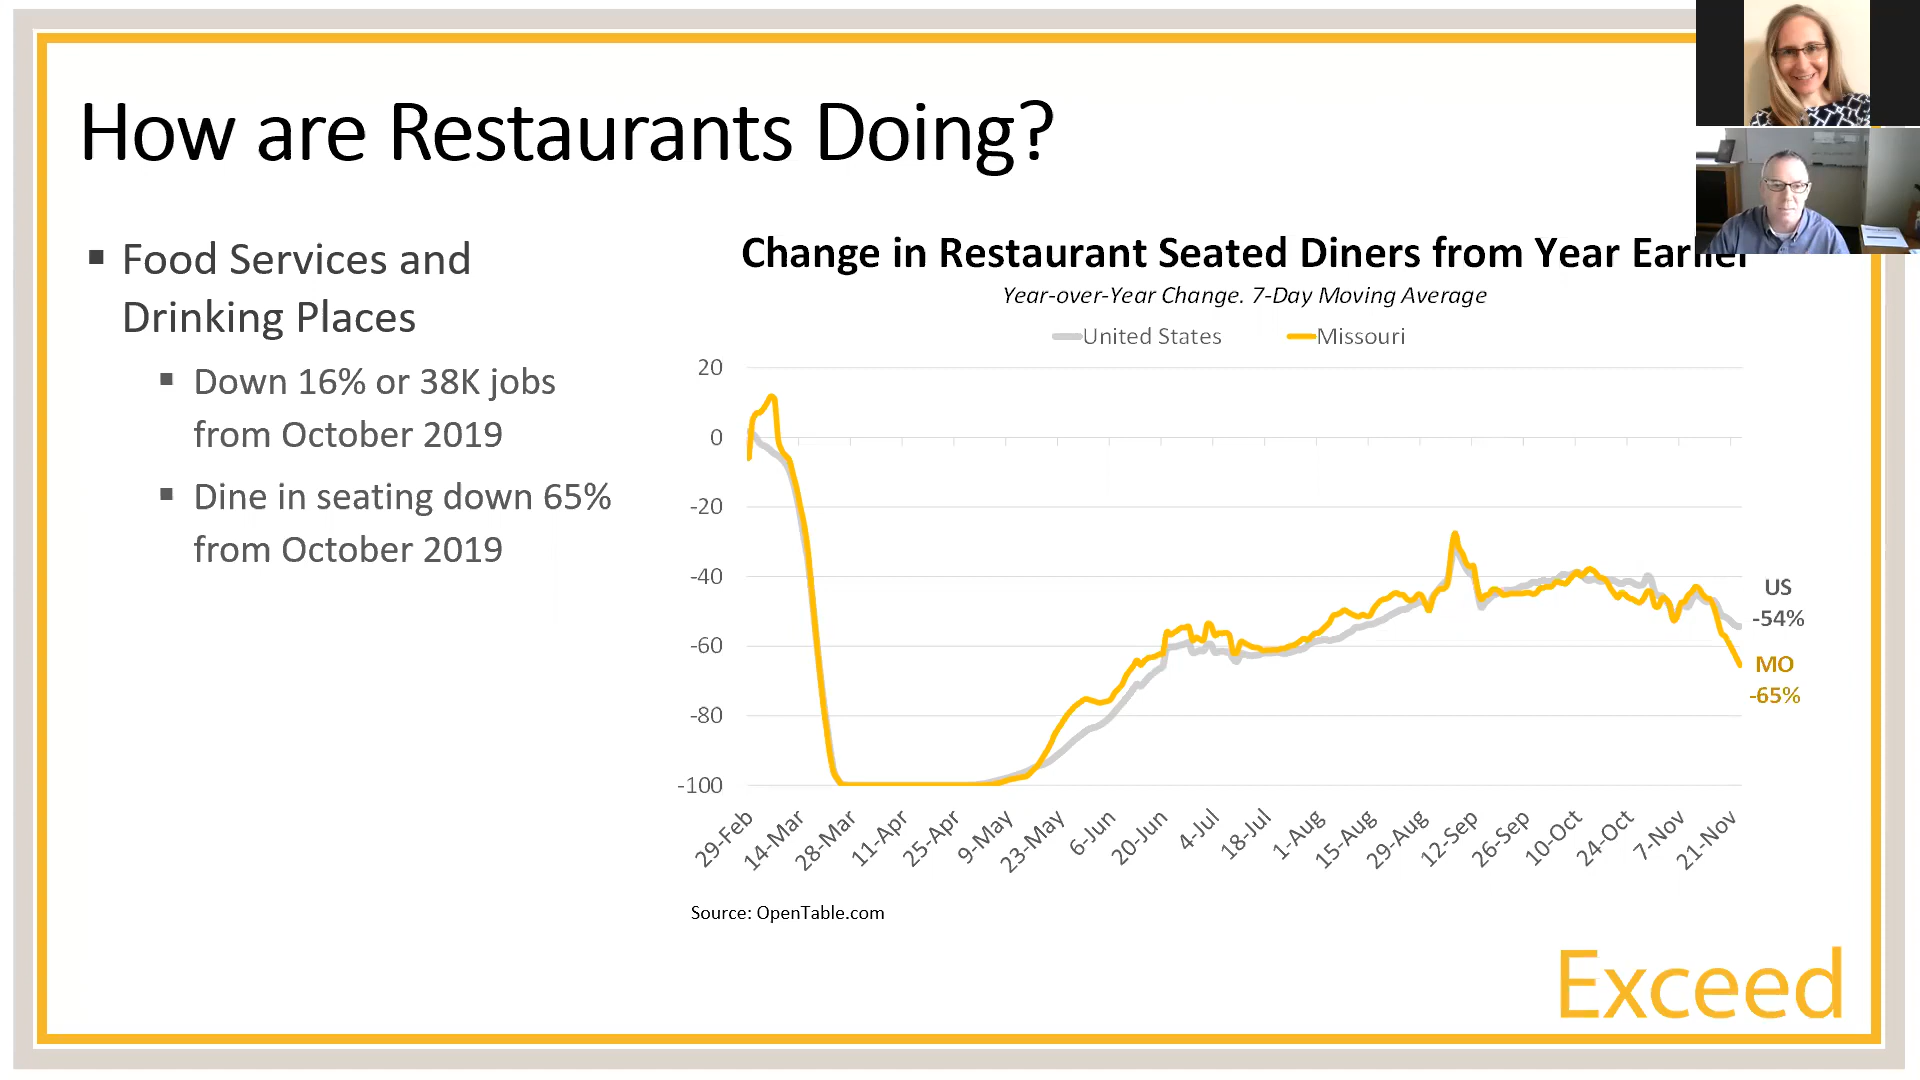 How are Restaurants Doing?
▪ Food Services and
Drinking Places
▪ Down 16% or 38K jobs
from October 2019
▪ Dine in seating down 65%
from October 2019
Change in Restaurant Seated Diners from Year Earlier
Year-over-Year Change. 7-Day Moving Average
United States
Missouri
20
0
-20
-40
-60
-80
-100
US
-54%
MO
-65%
29-Feb
14-Mar
28-Mar
11-Apr
25-Apr
9-May
23-May
6-Jun
20-Jun
4-Jul
18-Jul
1-Aug
15-Aug
29-Aug
12-Sep
26-Sep
10-Oct
24-Oct
7-Nov
21-Nov
Source: OpenTable.com
Exceed